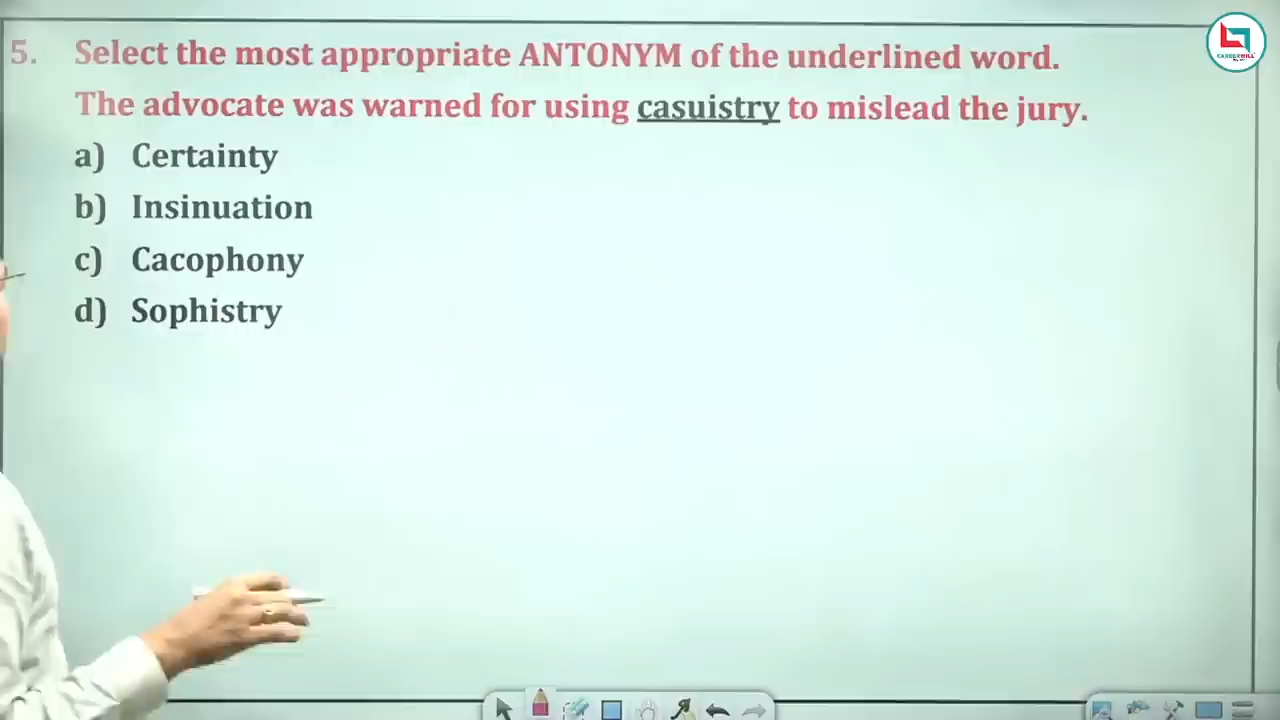 5. Select the most appropriate ANTONYM of the underlined word.
The advocate was warned for using casuistry to mislead the jury.
a) Certainty
b) Insinuation
c) Cacophony
d) Sophistry
CAREERWILL